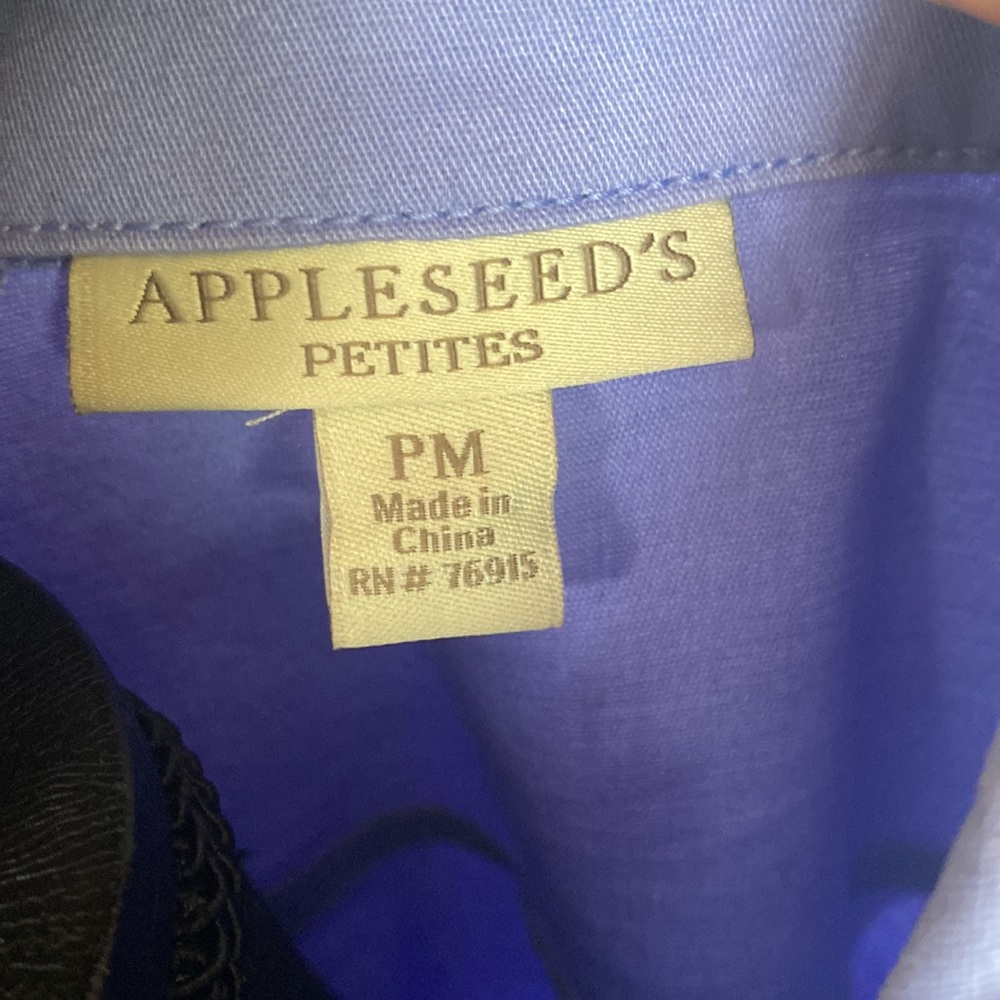 APPLESEED'S
PETITES
PM
Made in
China
RN# 76915